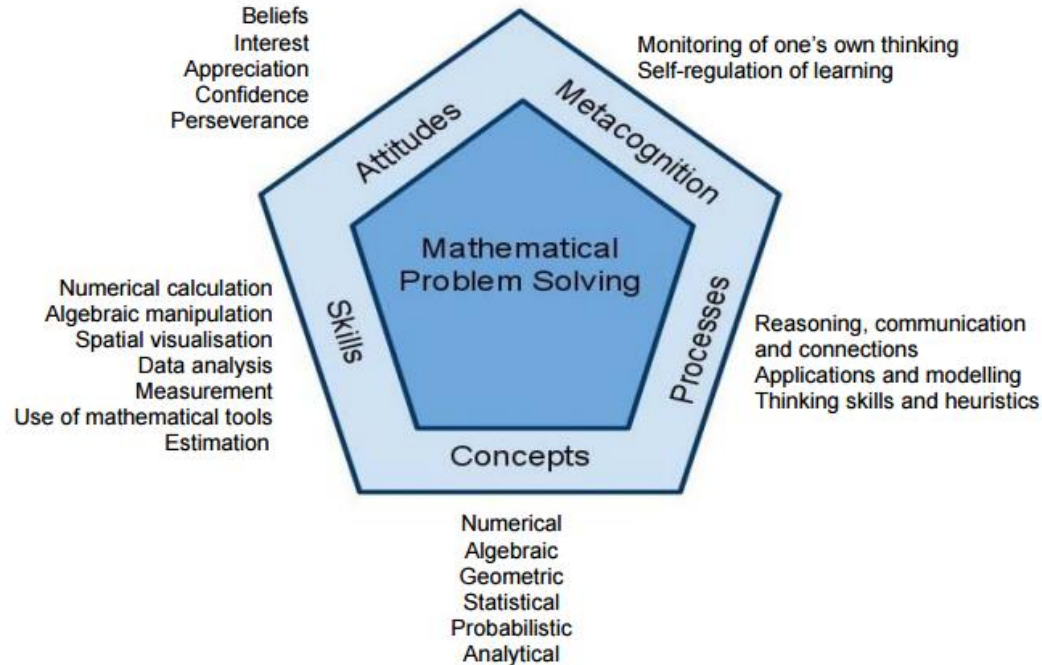 Beliefs
Interest
Appreciation
Confidence
Perseverance
Monitoring of one's own thinking
Self-regulation of learning
Attitudes
Metacognition
Mathematical
Problem Solving
Numerical calculation
Algebraic manipulation
Spatial visualisation
Data analysis
Measurement
Use of mathematical tools
Estimation
Skills
Processes
Reasoning, communication
and connections
Applications and modelling
Thinking skills and heuristics
Concepts
Numerical
Algebraic
Geometric
Statistical
Probabilistic
Analytical